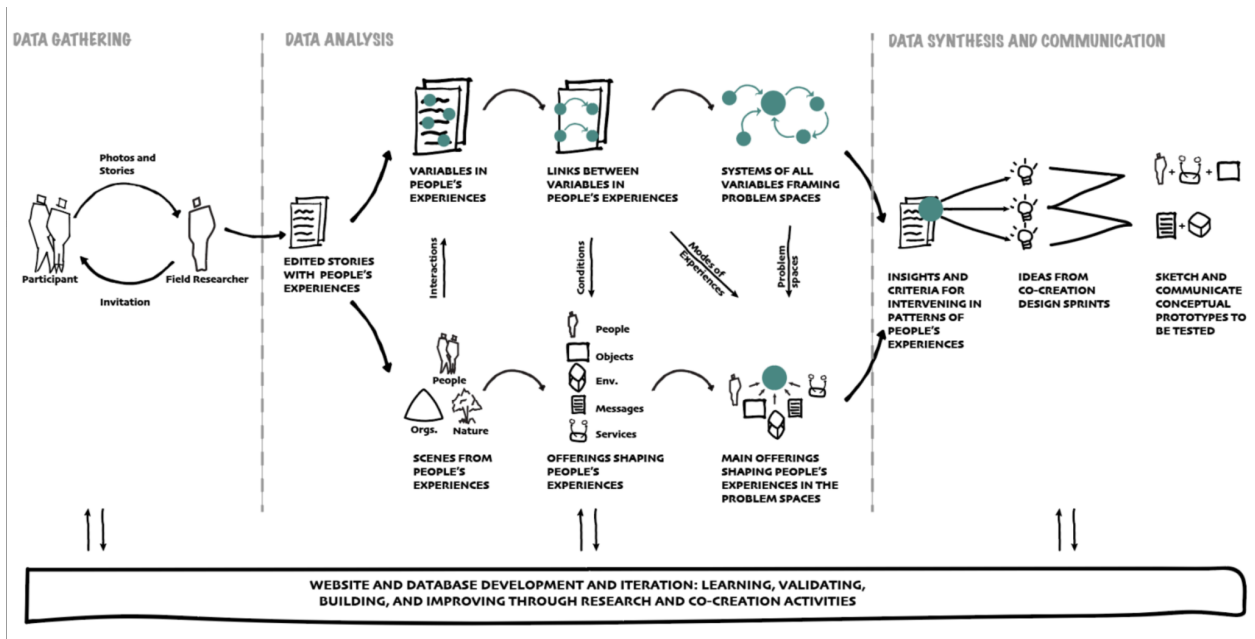 DATA GATHERING
DATA ANALYSIS
DATA SYNTHESIS AND COMMUNICATION
Photos and
Stories
Participant
Field Researcher
Invitation
EDITED STORIES
WITH PEOPLE'S
EXPERIENCES
VARIABLES IN
PEOPLE'S
EXPERIENCES
LINKS BETWEEN
VARIABLES IN
PEOPLE'S EXPERIENCES
SYSTEMS OF ALL
VARIABLES FRAMING
PROBLEM SPACES
Interactions
Conditions
Modes of
Experiences
Problem
spaces
People
Orgs.
Nature
SCENES FROM
PEOPLE'S
EXPERIENCES
People
Objects
Env.
Messages
Services
OFFERINGS SHAPING
PEOPLE'S
EXPERIENCES
MAIN OFFERINGS
SHAPING PEOPLE'S
EXPERIENCES IN THE
PROBLEM SPACES
INSIGHTS AND
CRITERIA FOR
INTERVENING IN
PATTERNS OF
PEOPLE'S
EXPERIENCES
IDEAS FROM
CO-CREATION
DESIGN SPRINTS
+ +
+
SKETCH AND
COMMUNICATE
CONCEPTUAL
PROTOTYPES TO
BE TESTED
WEBSITE AND DATABASE DEVELOPMENT AND ITERATION: LEARNING, VALIDATING,
BUILDING, AND IMPROVING THROUGH RESEARCH AND CO-CREATION ACTIVITIES